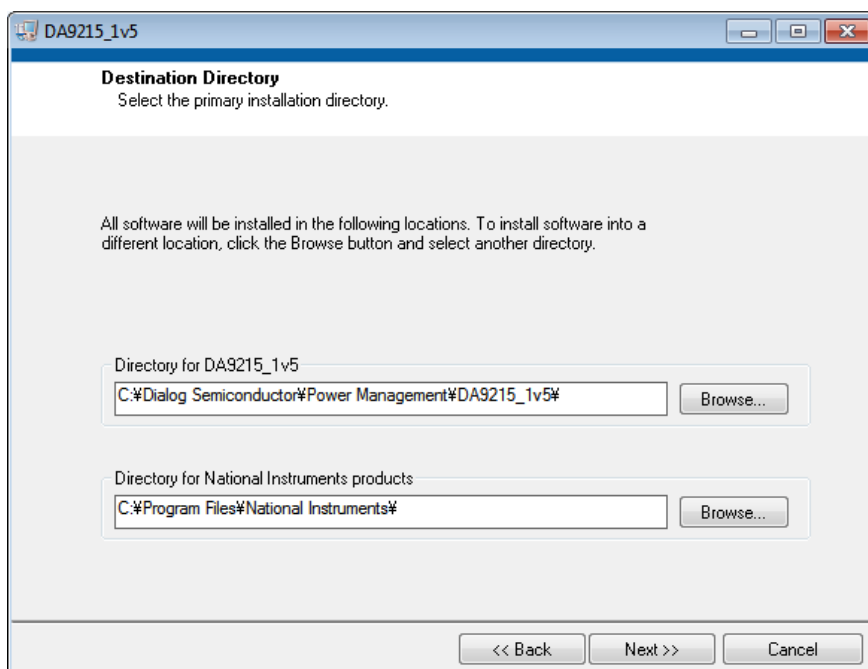 DA9215_1v5
Destination Directory
Select the primary installation directory.
All software will be installed in the following locations. To install software into a
different location, click the Browse button and select another directory.
Directory for DA9215_1v5
C:¥Dialog Semiconductor¥Power Management¥DA9215_1v5¥
Browse...
Directory for National Instruments products
C:¥Program Files¥National Instruments¥
Browse...
<< Back
Next >>
Cancel